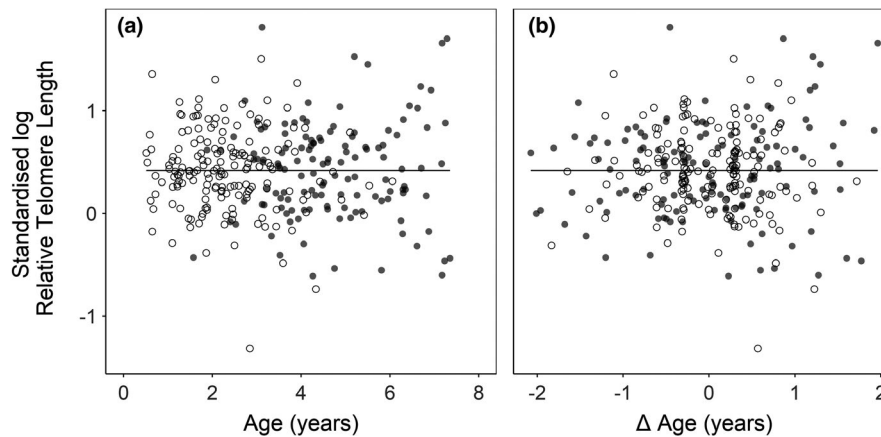 (a)
(b)
Standardised log
Relative Telomere Length
1
0
-1
0 2 4 6 8
-2 -1 0 1 2
Age (years)
Δ Age (years)